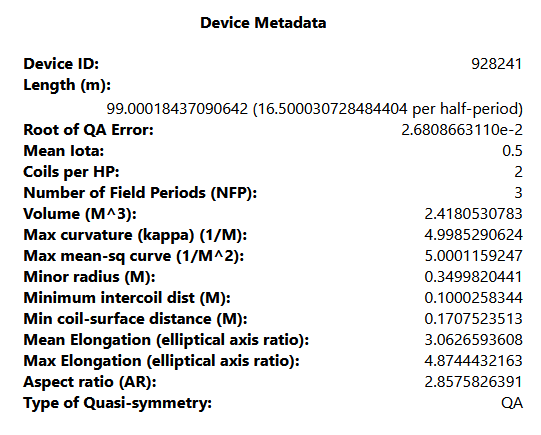 Device Metadata
Device ID: 928241
Length (m):
99.00018437090642 (16.500030728484404 per half-period)
Root of QA Error: 2.6808663110e-2
Mean Iota: 0.5
Coils per HP: 2
Number of Field Periods (NFP): 3
Volume (M^3): 2.4180530783
Max curvature (kappa) (1/M): 4.9985290624
Max mean-sq curve (1/M^2): 5.0001159247
Minor radius (M): 0.3499820441
Minimum intercoil dist (M): 0.1000258344
Min coil-surface distance (M): 0.1707523513
Mean Elongation (elliptical axis ratio): 3.0626593608
Max Elongation (elliptical axis ratio): 4.8744432163
Aspect ratio (AR): 2.8575826391
Type of Quasi-symmetry: QA